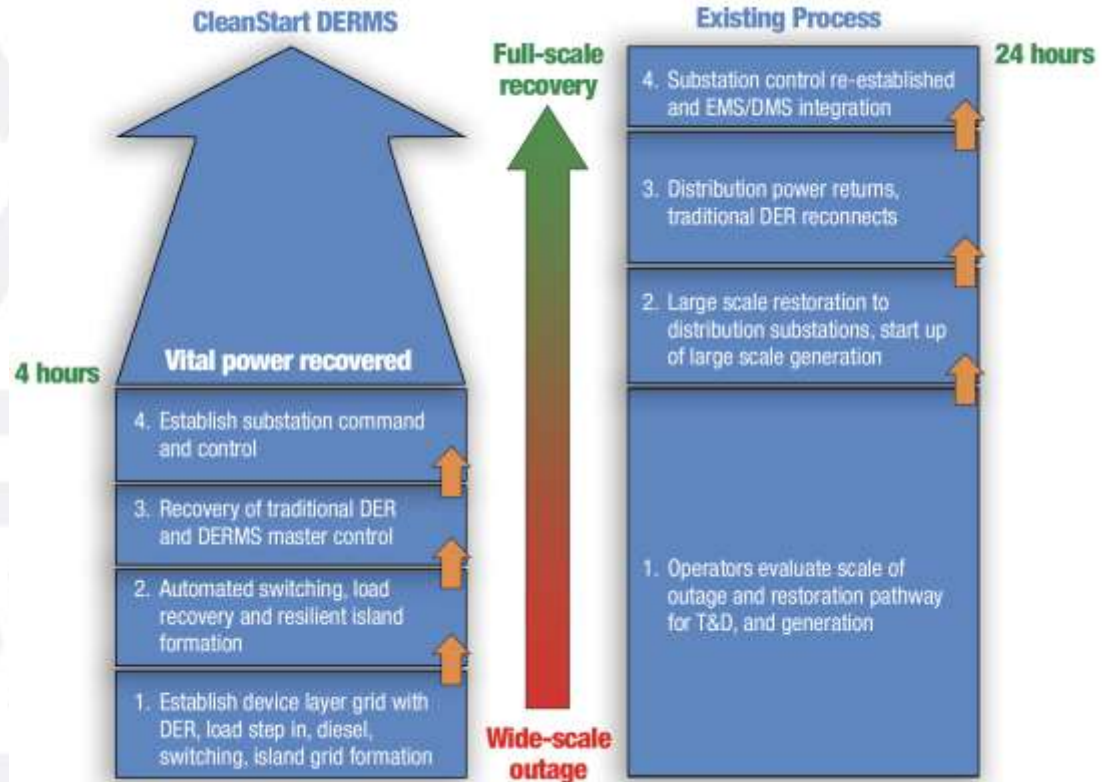 CleanStart DERMS
Vital power recovered
4 hours
4. Establish substation command
and control
3. Recovery of traditional DER
and DERMS master control
2. Automated switching, load
recovery and resilient island
formation
1. Establish device layer grid with
DER, load step in, diesel,
switching, island grid formation
Full-scale
recovery
Wide-scale
outage
Existing Process
24 hours
4. Substation control re-established
and EMS/DMS integration
3. Distribution power returns,
traditional DER reconnects
2. Large scale restoration to
distribution substations, start up
of large scale generation
1. Operators evaluate scale of
outage and restoration pathway
for T&D, and generation